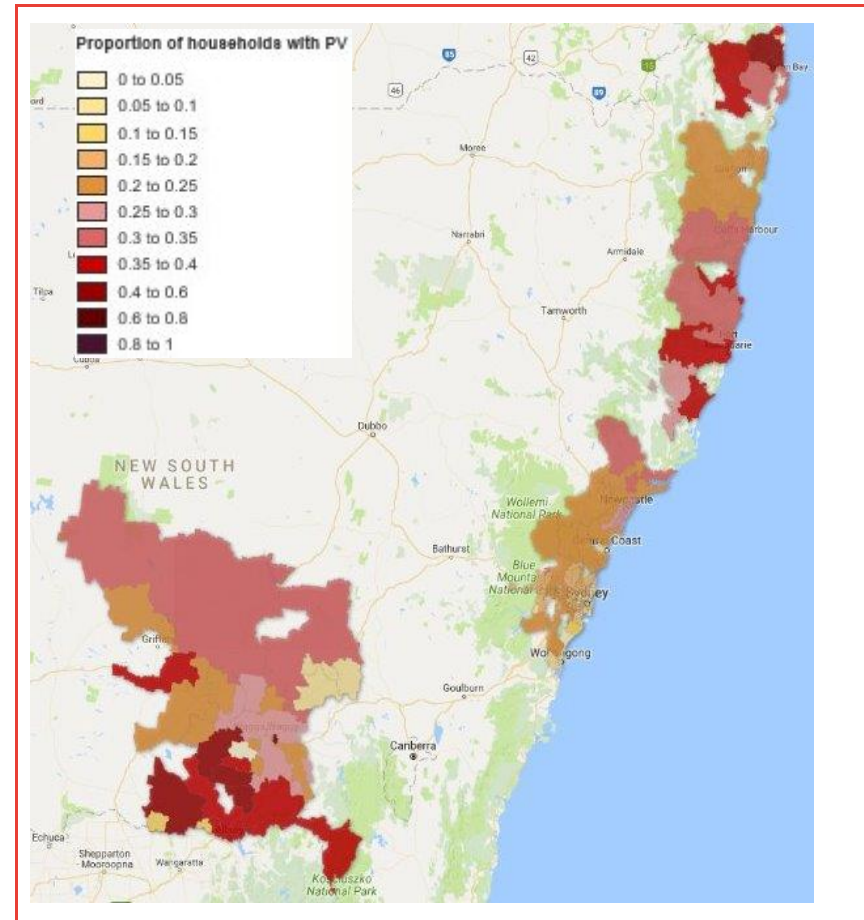 Proportion of households with PV
0 to 0.05
0.05 to 0.1
0.1 to 0.15
0.15 to 0.2
0.2 to 0.25
0.25 to 0.3
0.3 to 0.35
0.35 to 0.4
0.4 to 0.6
0.6 to 0.8
0.8 to 1
85
42
15
46
89
Bay
Moree
Narrabri
Armidale
Harbour
Tilpa
Tamworth
Port
Dubbo
NEW SOUTH
WALES
Wollemi
National Park
Newcastle
Coast
Bathurst
Blue
Sydney
Goulburn
Canberra
Echuca
Shepparton
- Mooroopna
Wangaratta
Kosciuszko
National Park